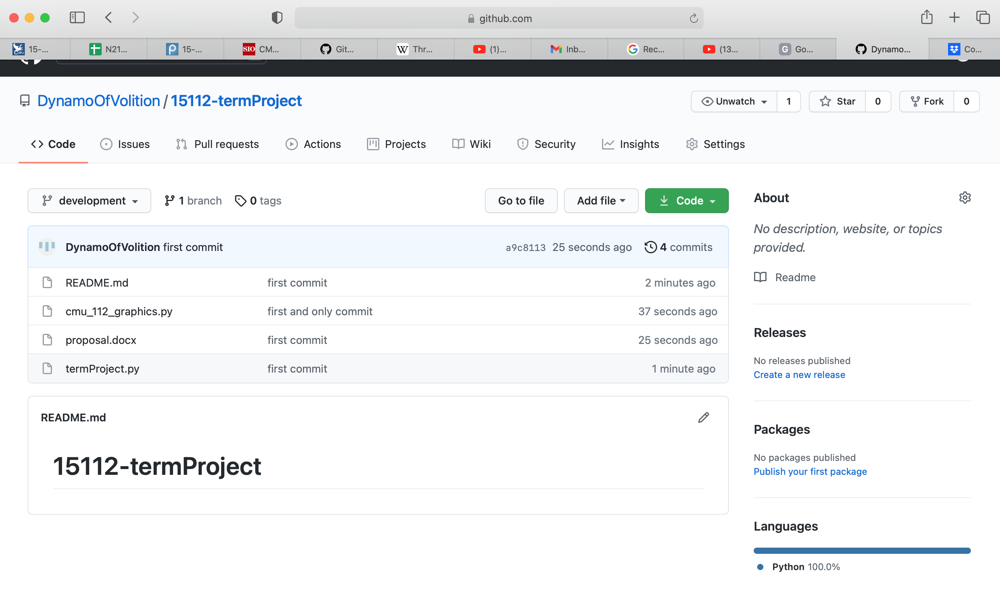 github.com
15-... N21... 15-... SIO CM... Git... W Thr... (1)... Inb... Rec... (13... G Go... Dynamo... Co...
DynamoOfVolition / 15112-termProject Unwatch 1 Star 0 Fork 0
Code Issues Pull requests Actions Projects Wiki Security Insights Settings
development 1 branch 0 tags Go to file Add file Code
DynamoOfVolition first commit a9c8113 25 seconds ago 4 commits
README.md first commit 2 minutes ago
cmu_112_graphics.py first and only commit 37 seconds ago
proposal.docx first commit 25 seconds ago
termProject.py first commit 1 minute ago
README.md
15112-termProject
About
No description, website, or topics
provided.
Readme
Releases
No releases published
Create a new release
Packages
No packages published
Publish your first package
Languages
Python 100.0%